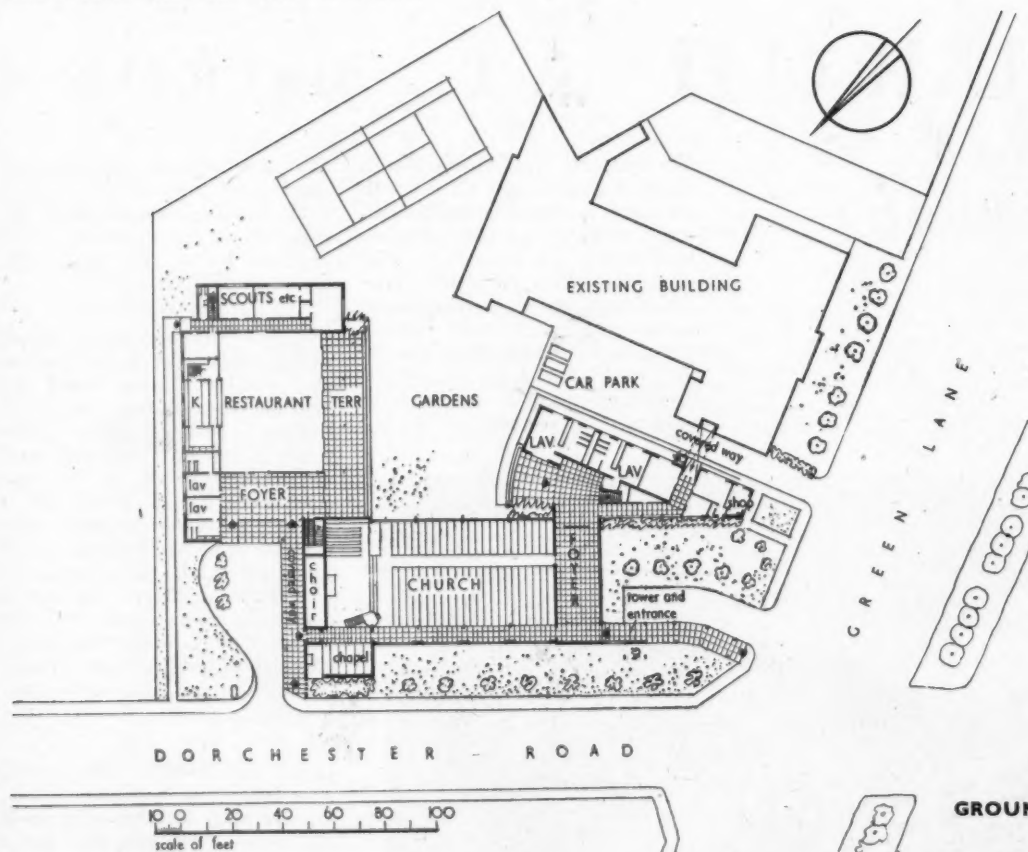 SCOUTS etc
EXISTING BUILDING
K
RESTAURANT
TERR
GARDENS
CAR PARK
LAV
LAV
covered way
shop
lav
lav
FOYER
covered way
choir
CHURCH
FOYER
tower and
entrance
chapel
GREEN LANE
DORCHESTER - ROAD
10 0 20 40 60 80 100
scale of feet
GROUN